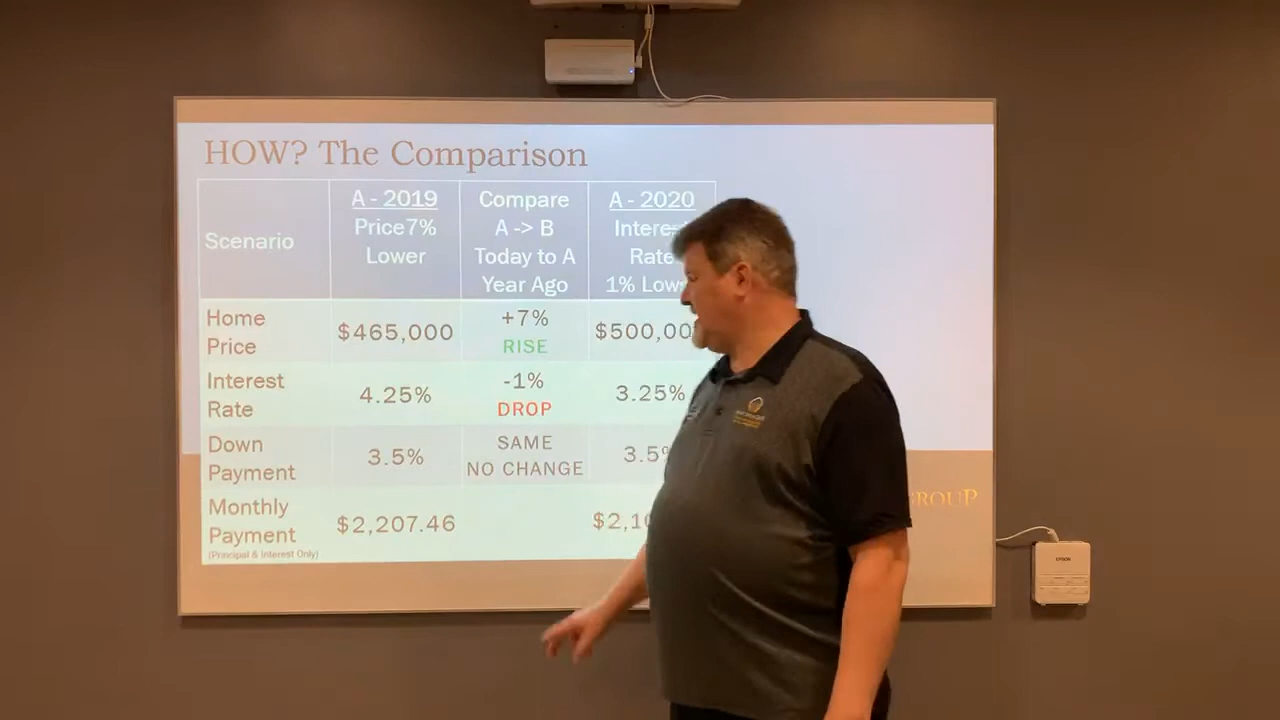 HOW? The Comparison
Scenario
A - 2019
Price7%
Lower
Compare
A -> B
Today to A
Year Ago
A - 2020
Rate
1%
Home
Price
$465,000
+7%
RISE
Interest
Rate
4.25%
-1%
DROP
3.25%
Down
Payment
3.5%
SAME
NO CHANGE
Monthly
Payment
(Principal & Interest Only)
$2,207.46
EPSON